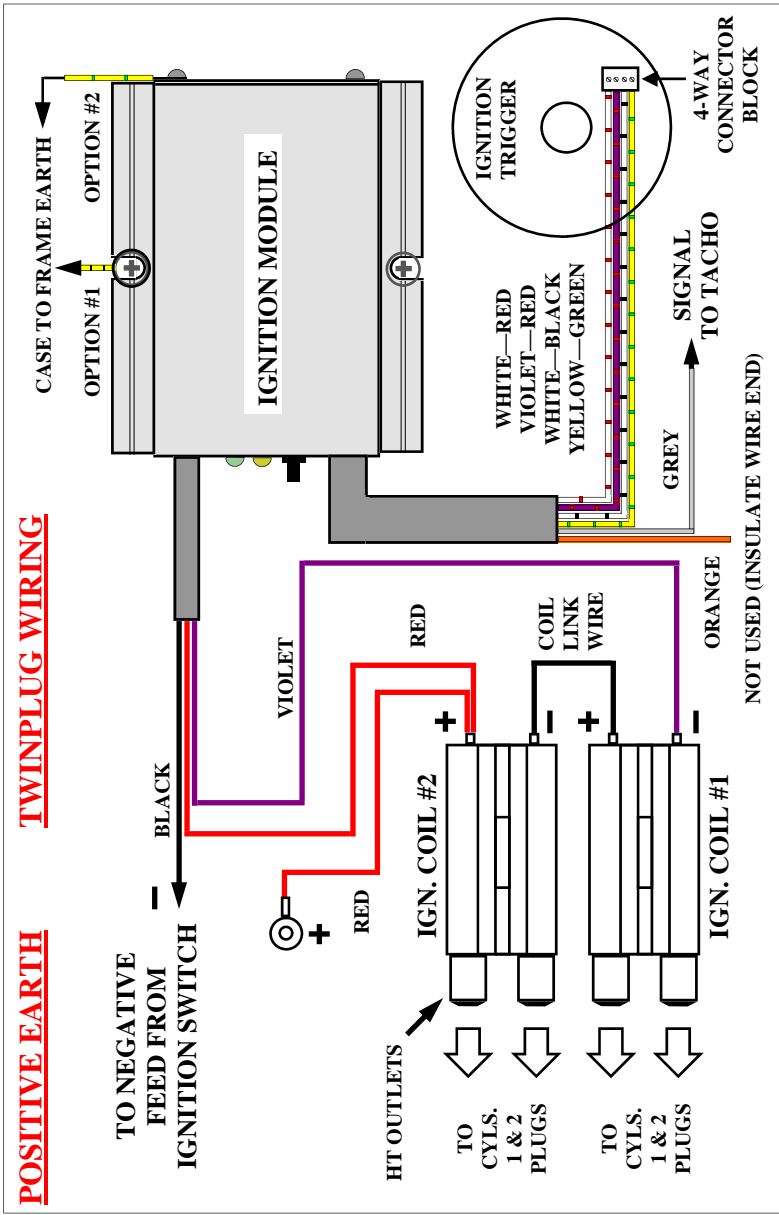 POSITIVE EARTH
TWINPLUG WIRING
TO NEGATIVE
FEED FROM
IGNITION SWITCH
–
BLACK
CASE TO FRAME EARTH
OPTION #1
OPTION #2
IGNITION MODULE
IGNITION
TRIGGER
4-WAY
CONNECTOR
BLOCK
WHITE—RED
VIOLET—RED
WHITE—BLACK
YELLOW—GREEN
SIGNAL
TO TACHO
GREY
ORANGE
NOT USED (INSULATE WIRE END)
VIOLET
RED
RED
+
COIL
LINK
WIRE
IGN. COIL #2
+
–
IGN. COIL #1
+
–
HT OUTLETS
TO
CYLS.
1 & 2
PLUGS
TO
CYLS.
1 & 2
PLUGS